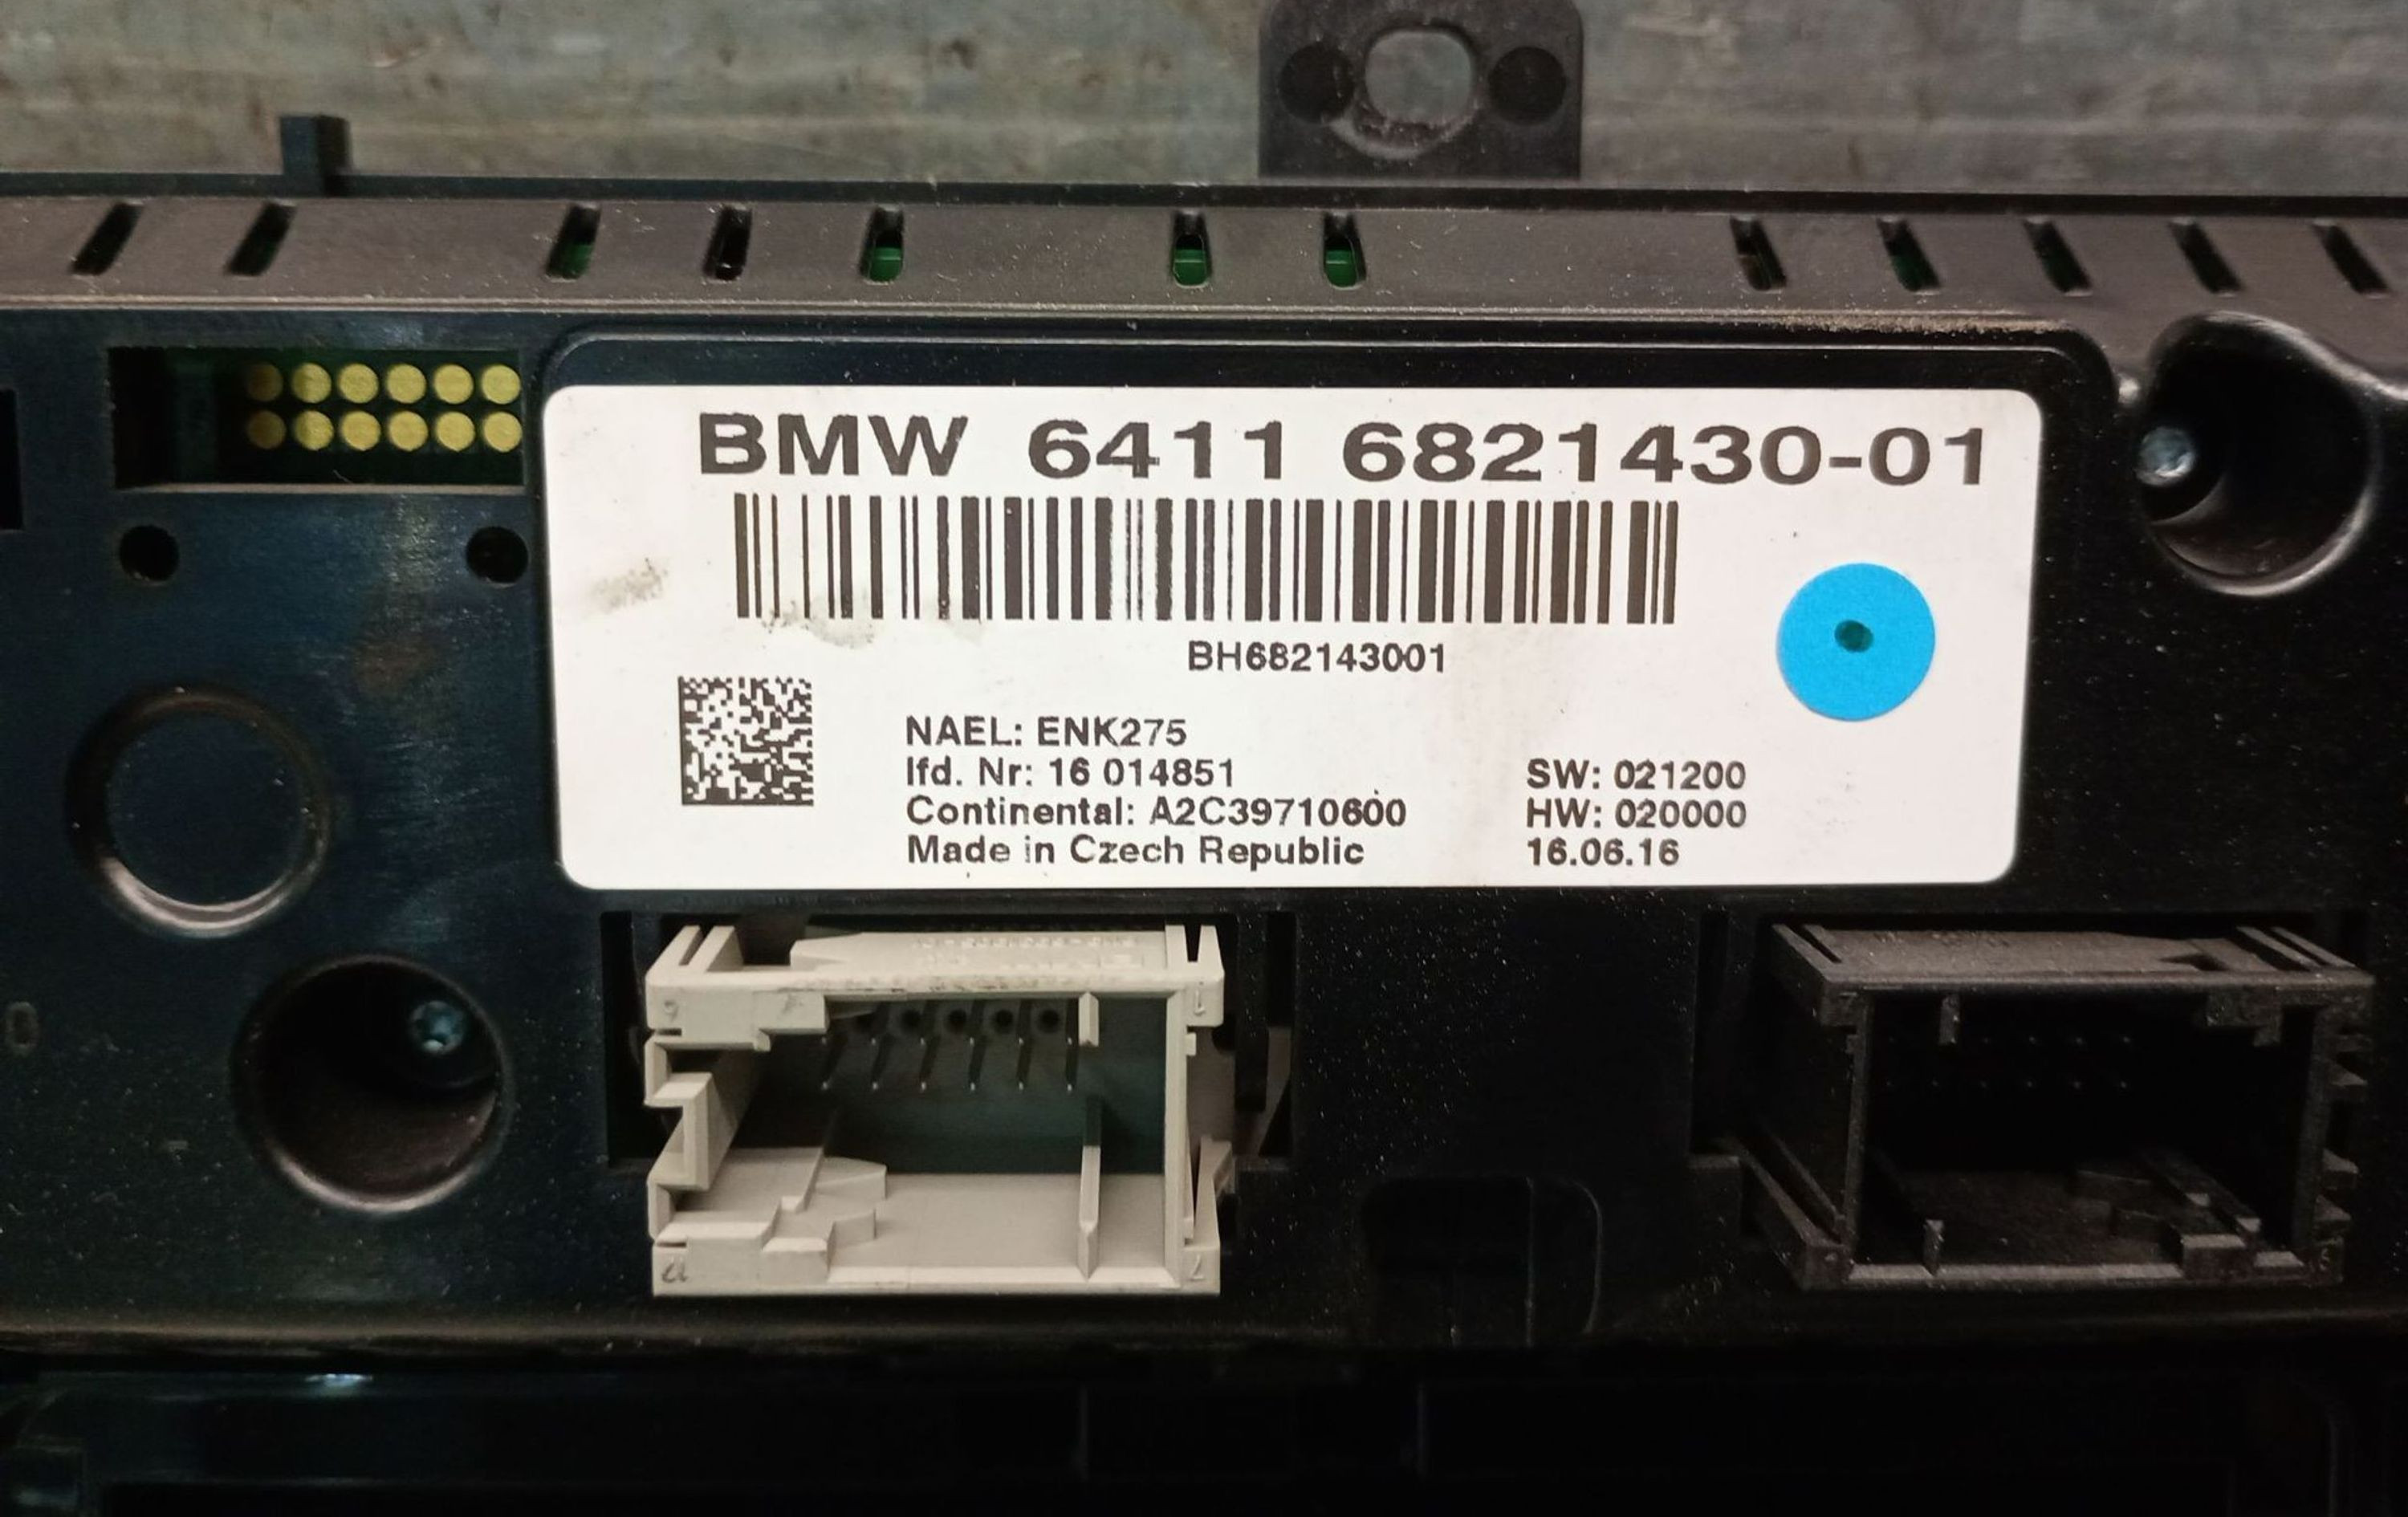 BMW 6411 6821430-01
BH682143001
NAEL: ENK275
lfd. Nr: 16 014851
Continental: A2C39710600
Made in Czech Republic
SW: 021200
HW: 020000
16.06.16